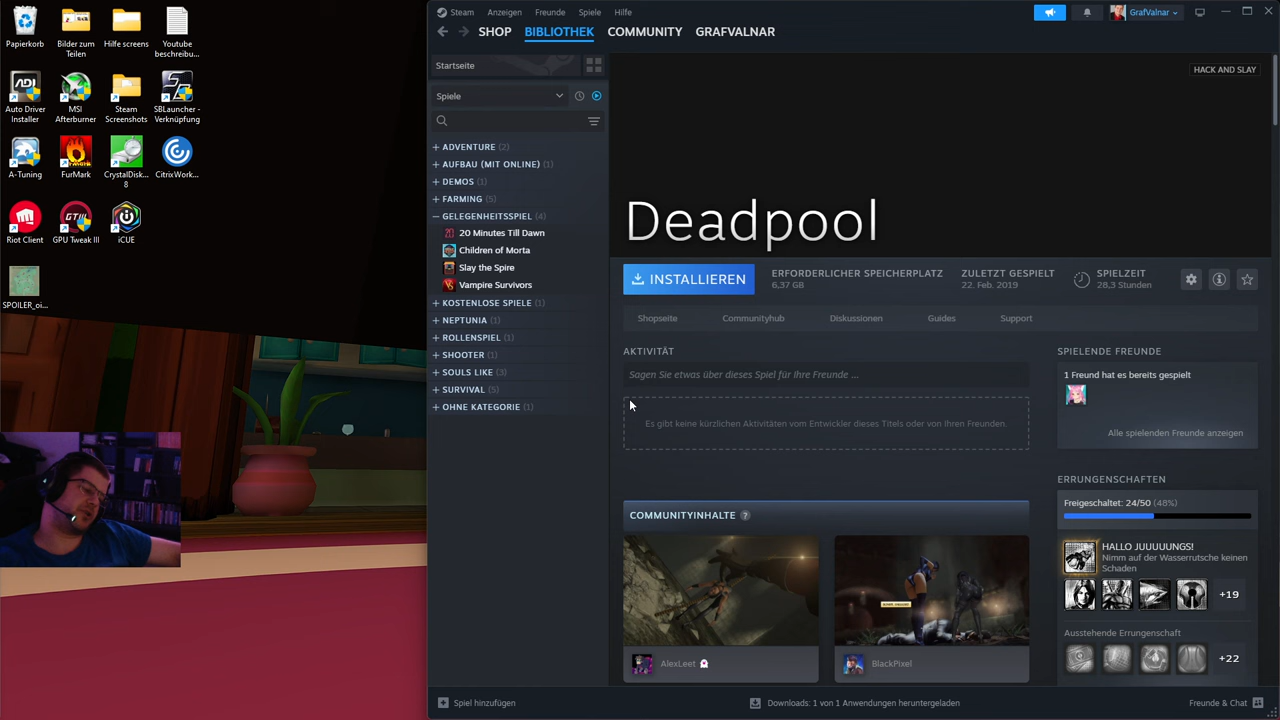 Papierkorb
Bilder zum
Teilen
Hilfe screens
Youtube
beschreibu...
Auto Driver
Installer
MSI
Afterburner
Steam
Screenshots
SBLauncher -
Verknüpfung
A-Tuning
FurMark
CrystalDisk...
8
CitrixWork...
Riot Client
GPU Tweak III
iCUE
SPOILER_oi...
Steam
Anzeigen
Freunde
Spiele
Hilfe
GrafValnar
SHOP
BIBLIOTHEK
COMMUNITY
GRAFVALNAR
Startseite
Spiele
ADVENTURE (2)
AUFBAU (MIT ONLINE) (1)
DEMOS (1)
FARMING (5)
GELEGENHEITSSPIEL (4)
20 Minutes Till Dawn
Children of Morta
Slay the Spire
Vampire Survivors
KOSTENLOSE SPIELE (1)
NEPTUNIA (1)
ROLLENSPIEL (1)
SHOOTER (1)
SOULS LIKE (3)
SURVIVAL (5)
OHNE KATEGORIE (1)
HACK AND SLAY
Deadpool
INSTALLIEREN
ERFORDERLICHER SPEICHERPLATZ
6,37 GB
ZULETZT GESPIELT
22. Feb. 2019
SPIELZEIT
28,3 Stunden
Shopseite
Communityhub
Diskussionen
Guides
Support
AKTIVITÄT
Sagen Sie etwas über dieses Spiel für Ihre Freunde ...
Es gibt keine kürzlichen Aktivitäten vom Entwickler dieses Titels oder von Ihren Freunden.
SPIELENDE FREUNDE
1 Freund hat es bereits gespielt
Alle spielenden Freunde anzeigen
ERRUNGENSCHAFTEN
Freigeschaltet: 24/50 (48%)
HALLO JUUUUUNGS!
Nimm auf der Wasserrutsche keinen
Schaden
+19
Ausstehende Errungenschaft
+22
COMMUNITYINHALTE ?
AlexLeet
BlackPixel
Spiel hinzufügen
Downloads: 1 von 1 Anwendungen heruntergeladen
Freunde & Chat